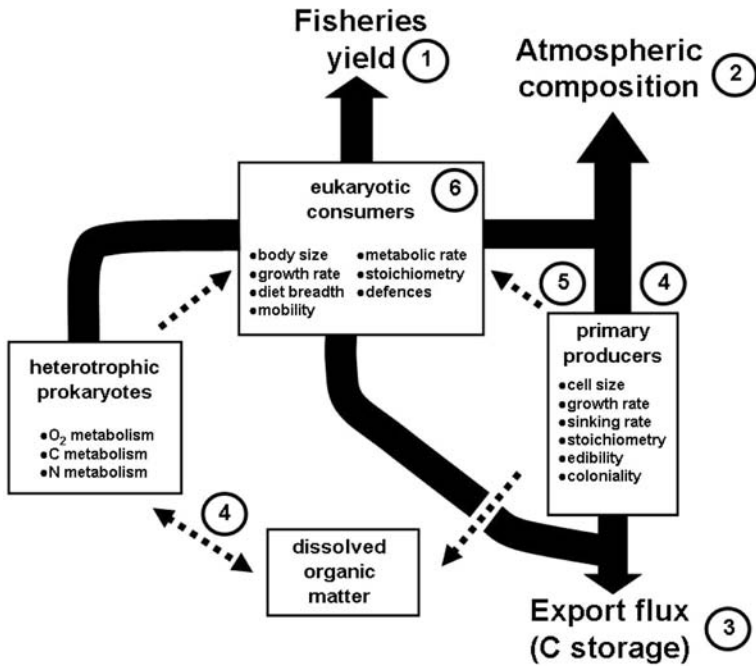 Fisheries
yield
1
Atmospheric
composition
2
eukaryotic
consumers
6
•body size
•growth rate
•diet breadth
•mobility
•metabolic rate
•stoichiometry
•defences
5
4
primary
producers
•cell size
•growth rate
•sinking rate
•stoichiometry
•edibility
•coloniality
heterotrophic
prokaryotes
•O₂ metabolism
•C metabolism
•N metabolism
4
dissolved
organic
matter
Export flux
(C storage)
3